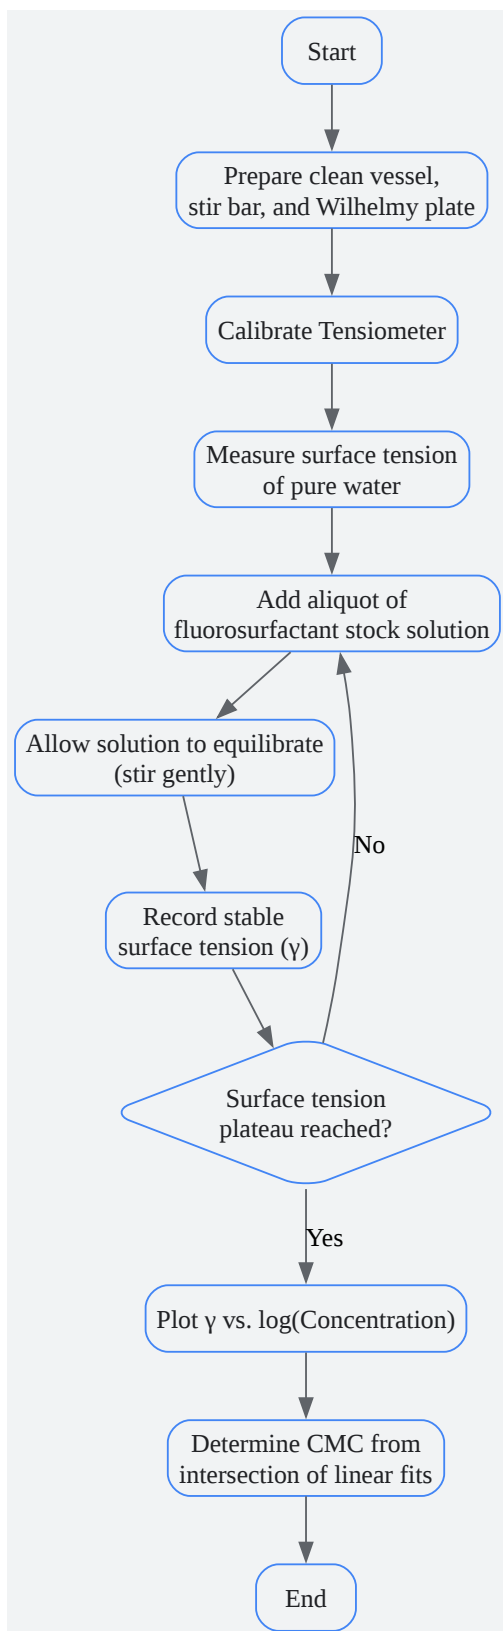 Start
Prepare clean vessel,
stir bar, and Wilhelmy plate
Calibrate Tensiometer
Measure surface tension
of pure water
Add aliquot of
fluorosurfactant stock solution
Allow solution to equilibrate
(stir gently)
No
Record stable
surface tension (γ)
Surface tension
plateau reached?
Yes
Plot γ vs. log(Concentration)
Determine CMC from
intersection of linear fits
End